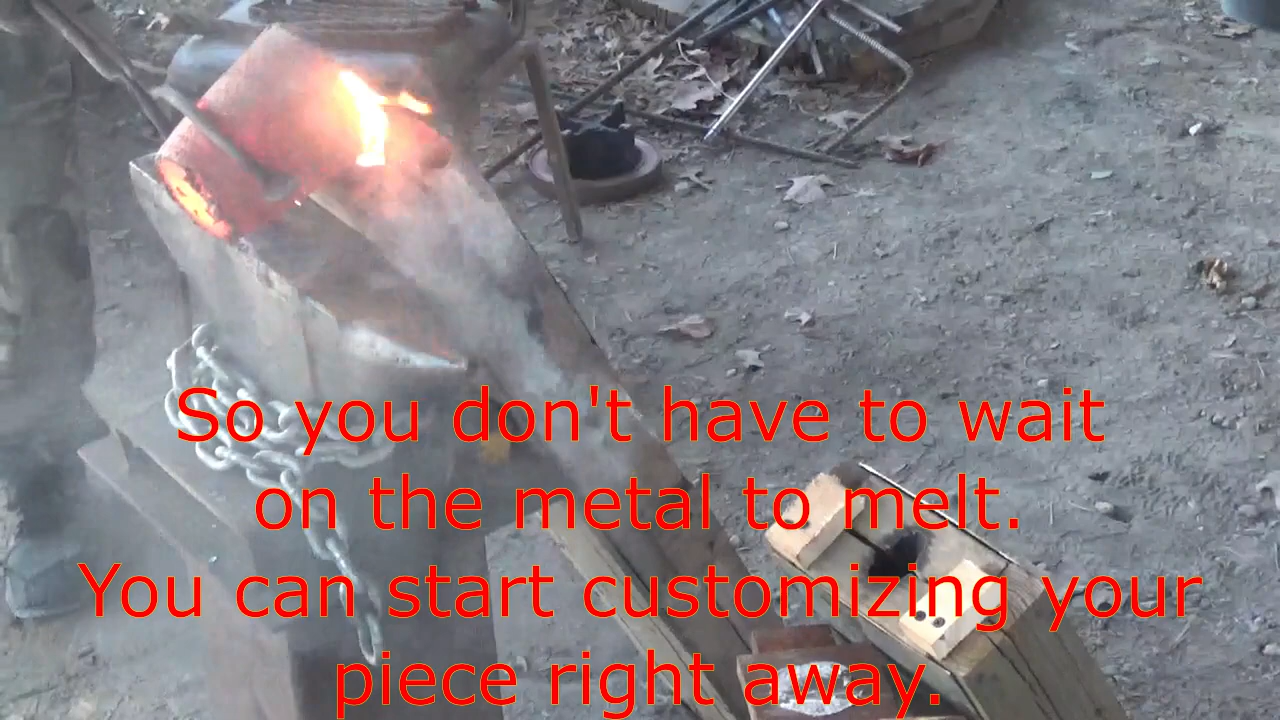 So you don't have to wait
on the metal to melt.
You can start customizing your
piece right away.